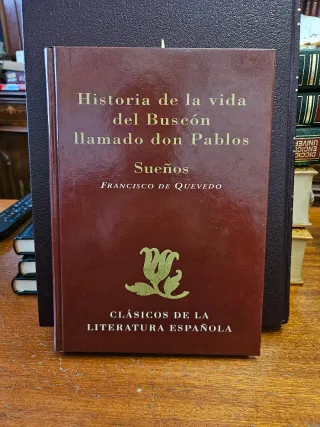 Historia de la vida
del Buscón
llamado don Pablos
Sueños
FRANCISCO DE QUEVEDO
CLÁSICOS DE LA
LITERATURA ESPAÑOLA